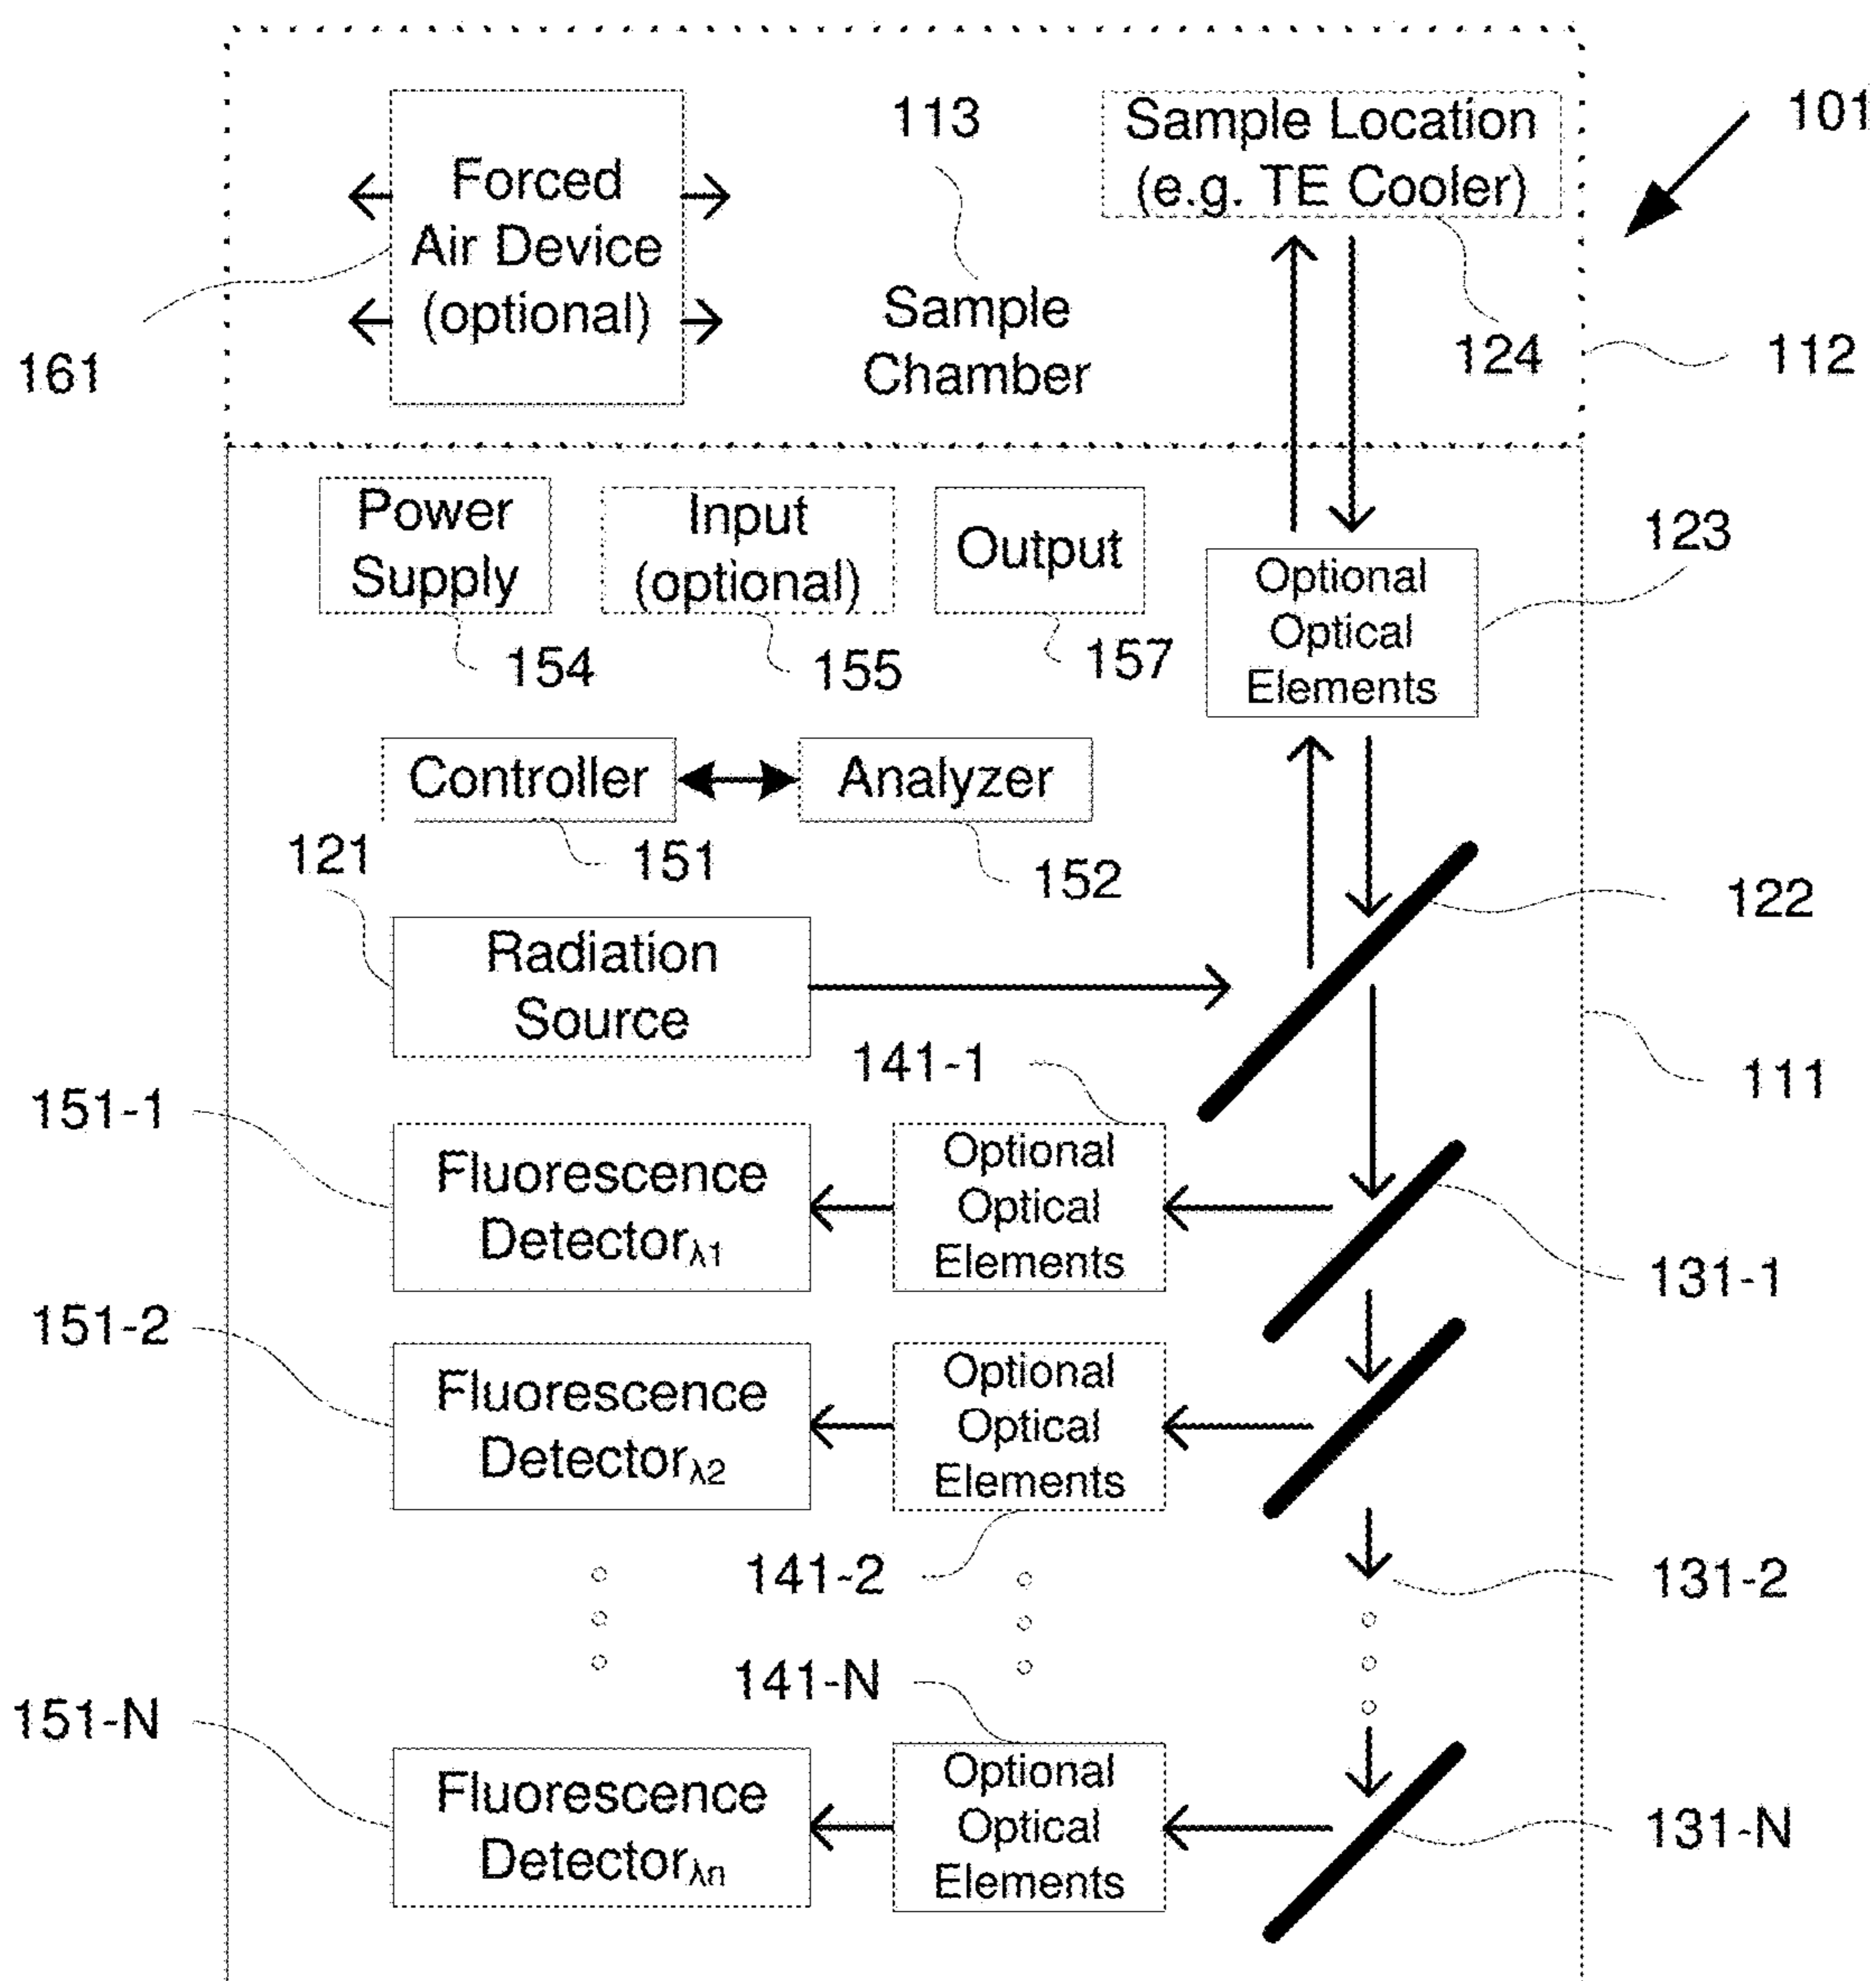 113
Sample Location
(e.g. TE Cooler)
101
Forced
Air Device
(optional)
Sample
Chamber
124
112
161
Power
Supply
Input
(optional)
Output
123
Optional
Optical
Elements
154
155
157
Controller
Analyzer
121
151
152
122
Radiation
Source
141-1
111
151-1
Fluorescence
Detectorλ1
Optional
Optical
Elements
131-1
151-2
Fluorescence
Detectorλ2
Optional
Optical
Elements
141-2
131-2
141-N
151-N
Fluorescence
Detectorλn
Optional
Optical
Elements
131-N